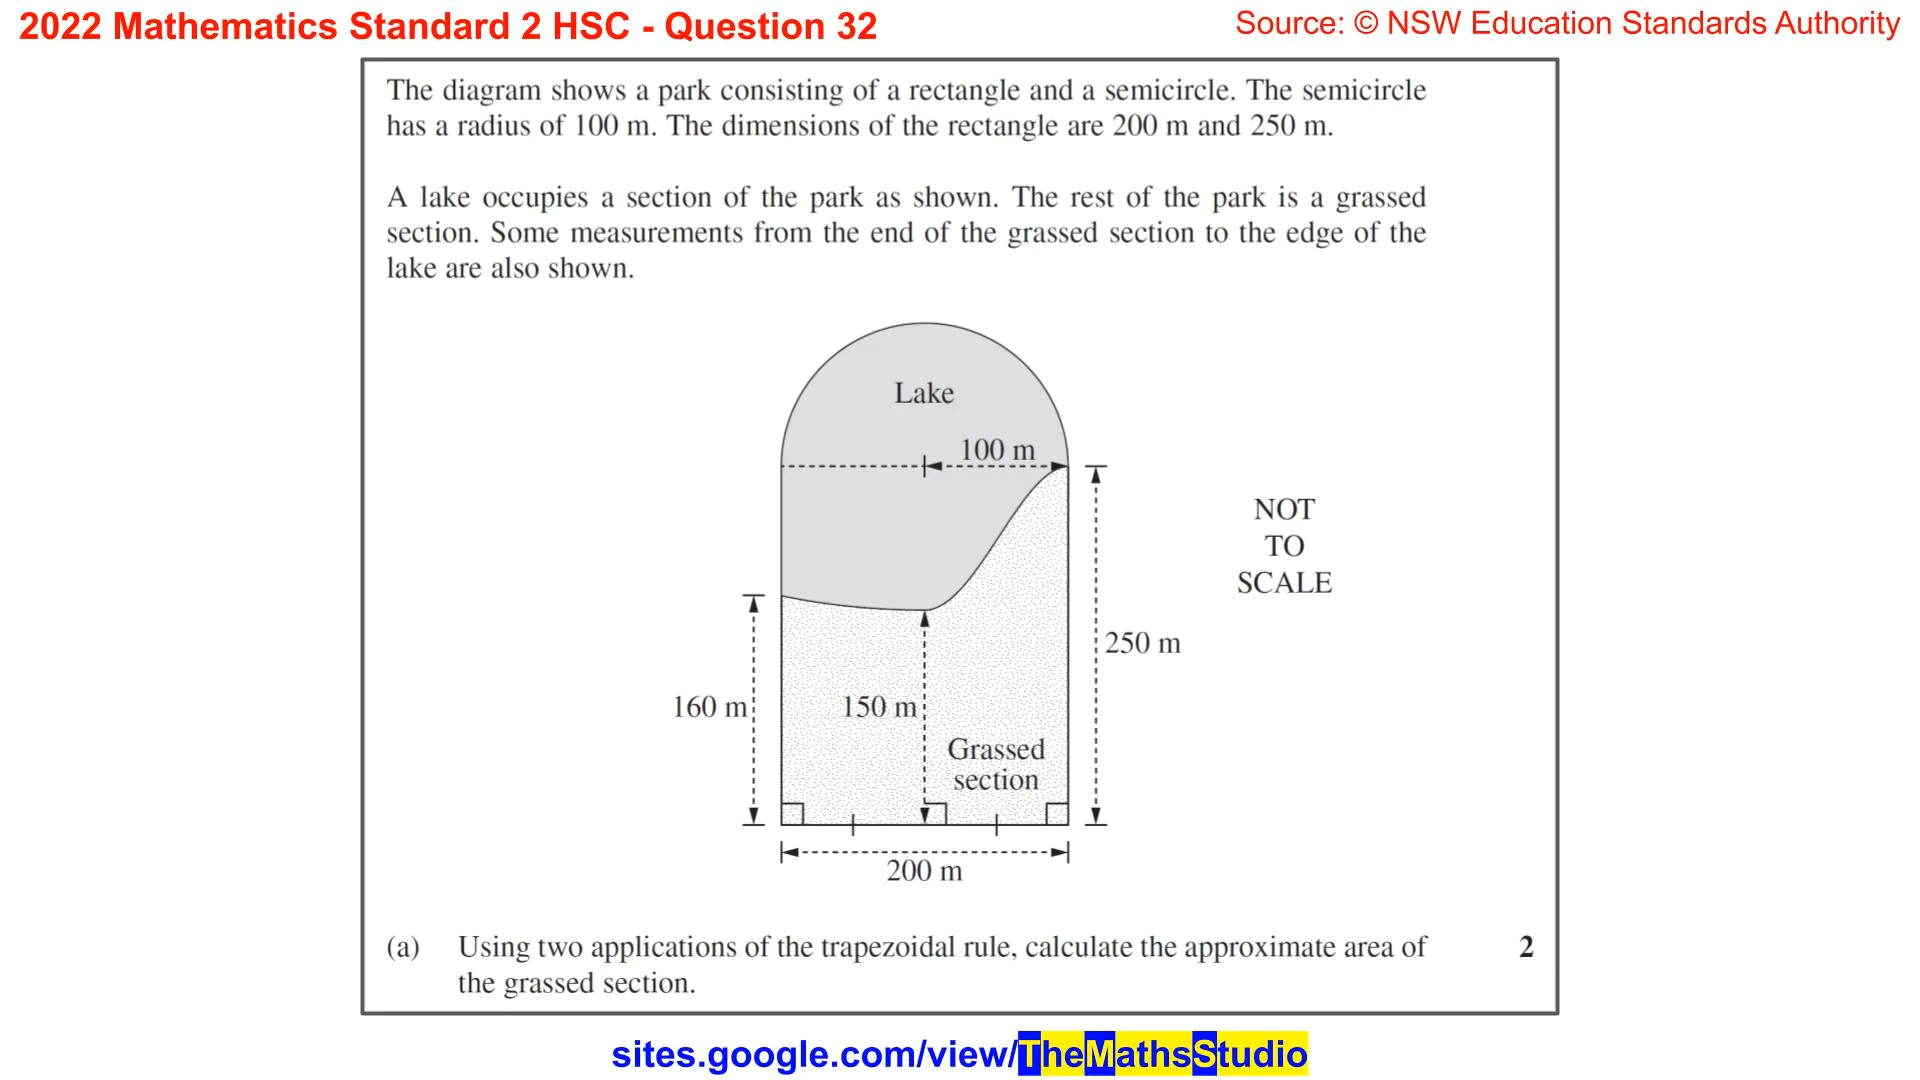 2022 Mathematics Standard 2 HSC - Question 32
Source: © NSW Education Standards Authority
The diagram shows a park consisting of a rectangle and a semicircle. The semicircle
has a radius of 100 m. The dimensions of the rectangle are 200 m and 250 m.
A lake occupies a section of the park as shown. The rest of the park is a grassed
section. Some measurements from the end of the grassed section to the edge of the
lake are also shown.
Lake
100 m
NOT
TO
SCALE
250 m
160 m
150 m
Grassed
section
200 m
(a) Using two applications of the trapezoidal rule, calculate the approximate area of 2
the grassed section.
sites.google.com/view/TheMathsStudio